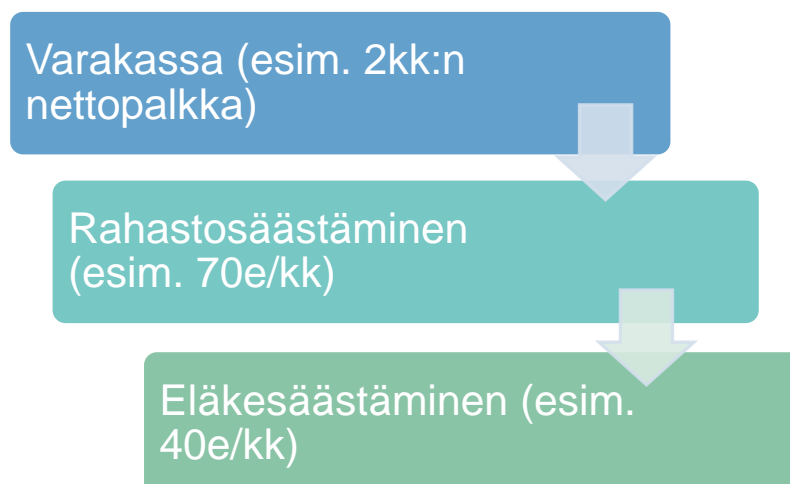 Varakassa (esim. 2kk:n
nettopalkka)
Rahastosäästäminen
(esim. 70e/kk)
Eläkesäästäminen (esim.
40e/kk)